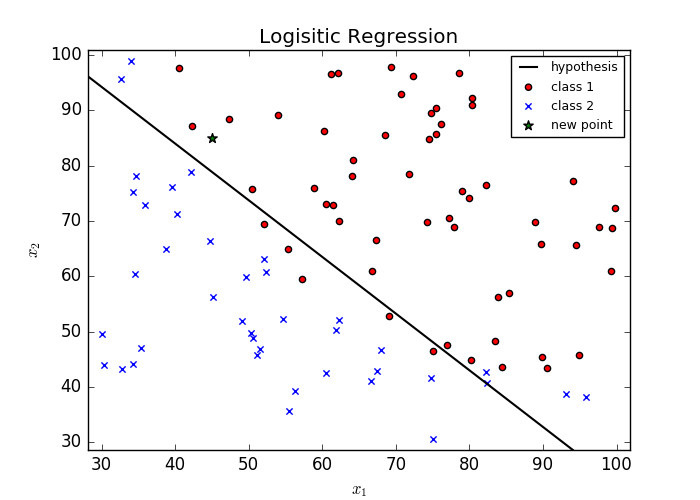 Logisitic Regression
hypothesis
class 1
class 2
new point
100
90
80
70
60
50
40
30
x2
30 40 50 60 70 80 90 100
x1